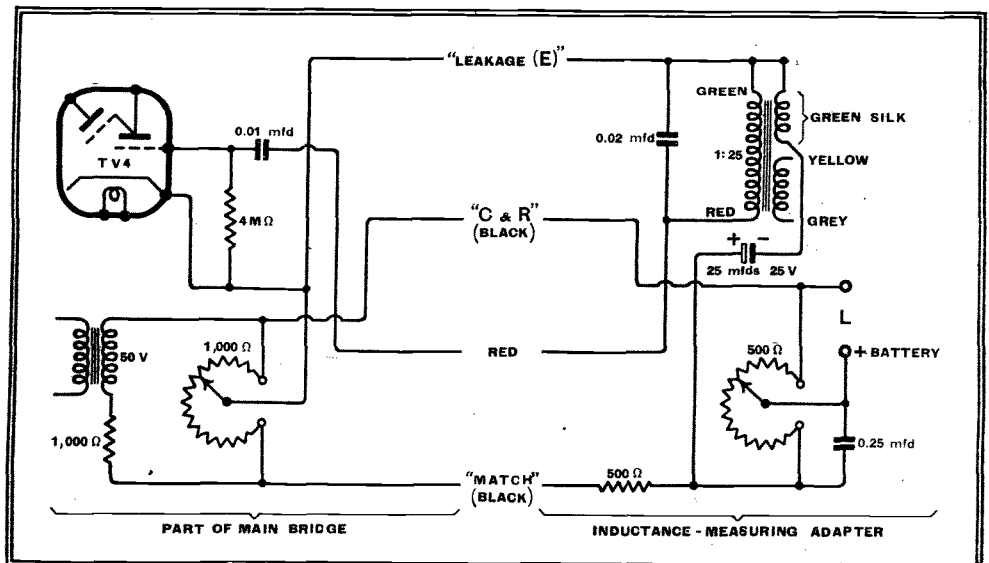 "LEAKAGE (E)"
GREEN
GREEN SILK
0.01 mfd
0.02 mfd
TV4
1:25
YELLOW
4MΩ
"C & R"
(BLACK)
RED
GREY
+ -
25 mfds 25 V
L
50 V
1,000 Ω
RED
500 Ω
+ BATTERY
1,000 Ω
0.25 mfd
500 Ω
"MATCH"
(BLACK)
PART OF MAIN BRIDGE
INDUCTANCE-MEASURING ADAPTER